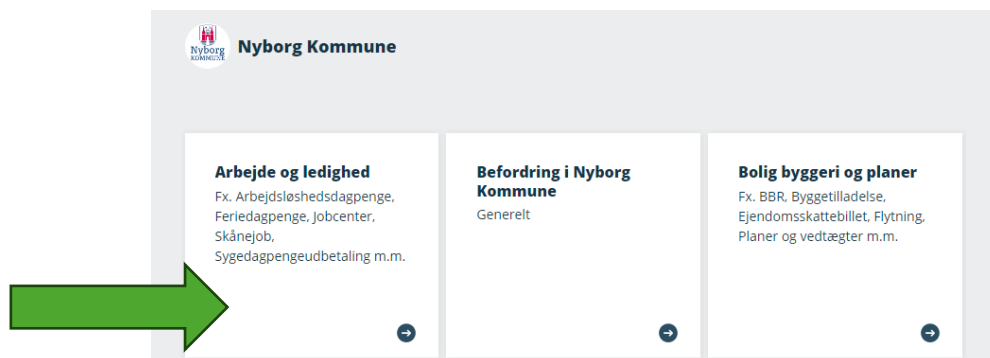 Nyborg
KOMMUNE
Nyborg Kommune
Arbejde og ledighed
Fx. Arbejdsløshedsdagpenge,
Feriedagpenge, Jobcenter,
Skånejob,
Sygedagpengeudbetaling m.m.
Befordring i Nyborg
Kommune
Generelt
Bolig byggeri og planer
Fx. BBR, Byggetilladelse,
Ejendomsskattebillet, Flytning,
Planer og vedtægter m.m.